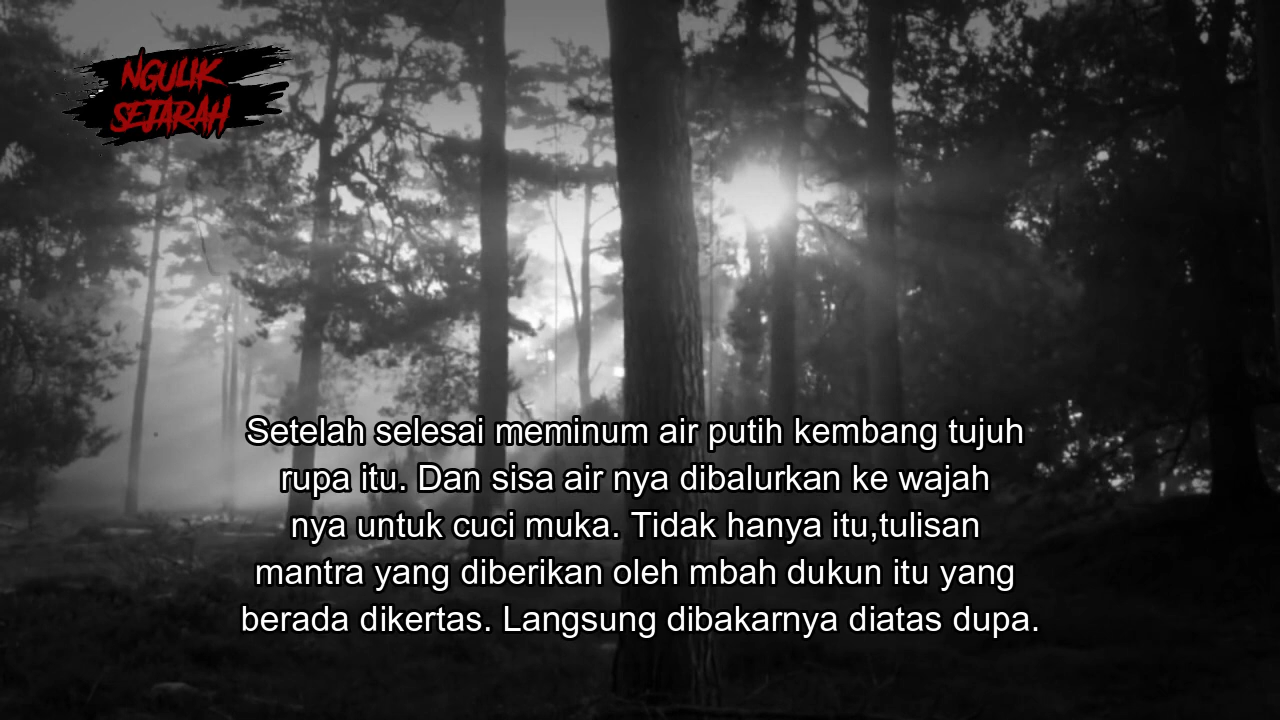 NGULIK
SEJARAH
Setelah selesai meminum air putih kembang tujuh
rupa itu. Dan sisa air nya dibalurkan ke wajah
nya untuk cuci muka. Tidak hanya itu,tulisan
mantra yang diberikan oleh mbah dukun itu yang
berada dikertas. Langsung dibakarnya diatas dupa.